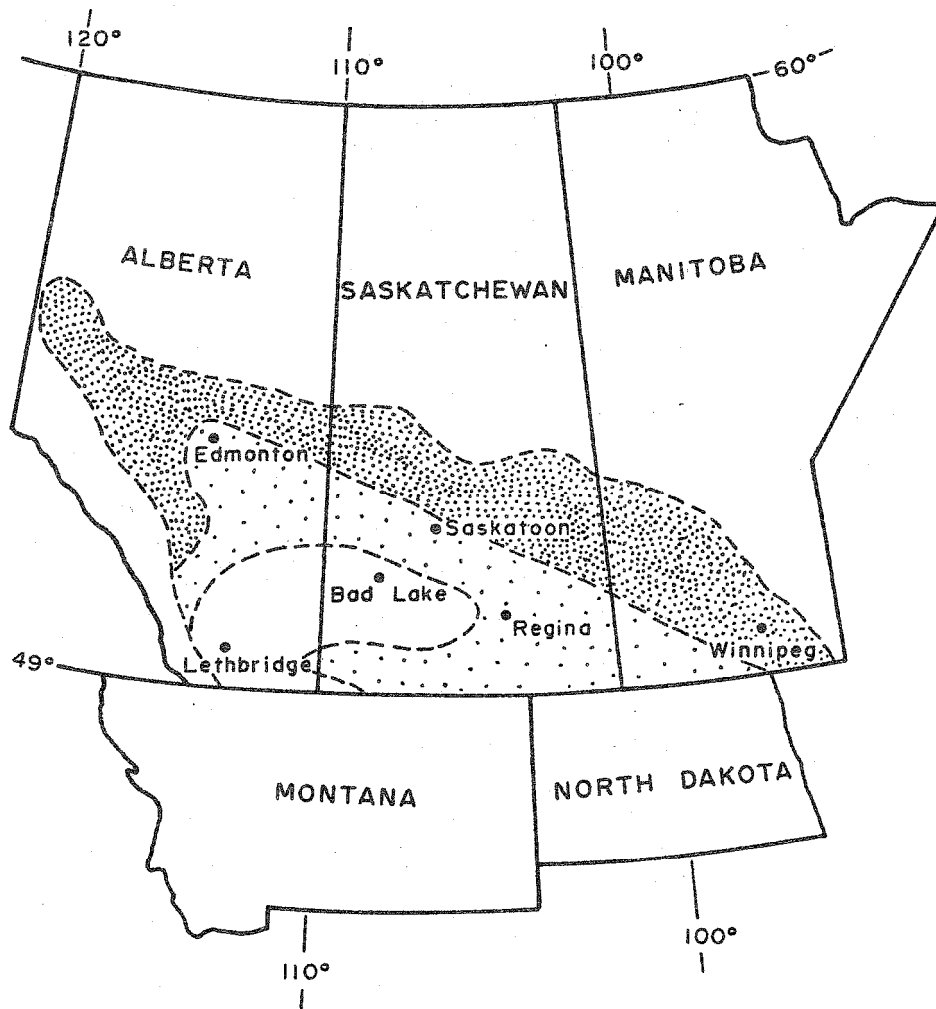 120°
110°
100°
60°
ALBERTA
SASKATCHEWAN
MANITOBA
Edmonton
Saskatoon
Bad Lake
Regina
Winnipeg
Lethbridge
49°
MONTANA
NORTH DAKOTA
100°
110°